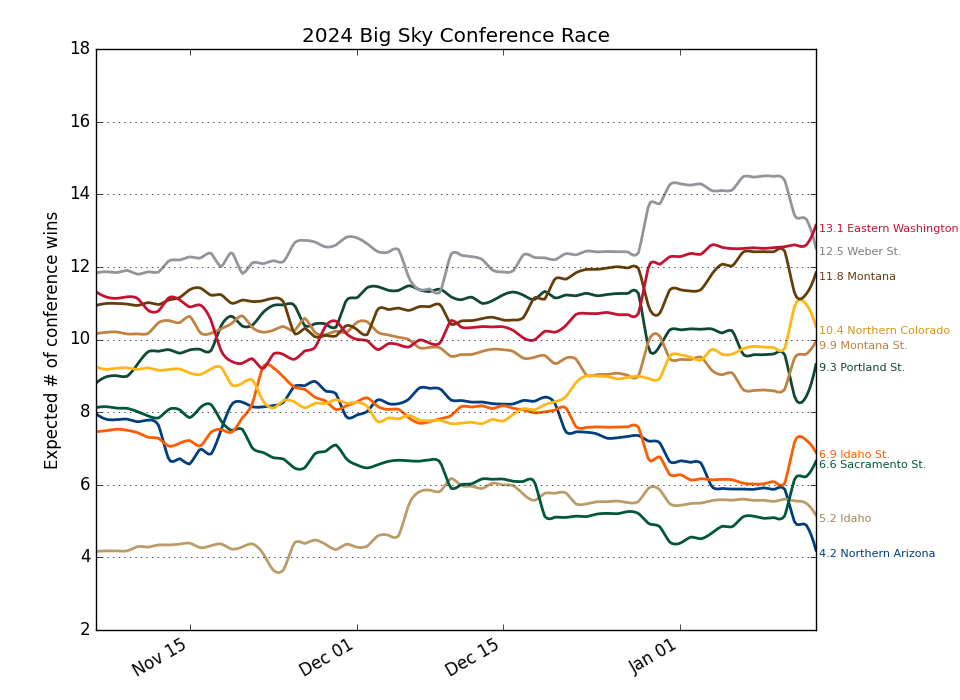 2024 Big Sky Conference Race
Expected # of conference wins
18
16
14
12
10
8
6
4
2
13.1 Eastern Washington
12.5 Weber St.
11.8 Montana
10.4 Northern Colorado
9.9 Montana St.
9.3 Portland St.
6.9 Idaho St.
6.6 Sacramento St.
5.2 Idaho
4.2 Northern Arizona
Nov 15
Dec 01
Dec 15
Jan 01